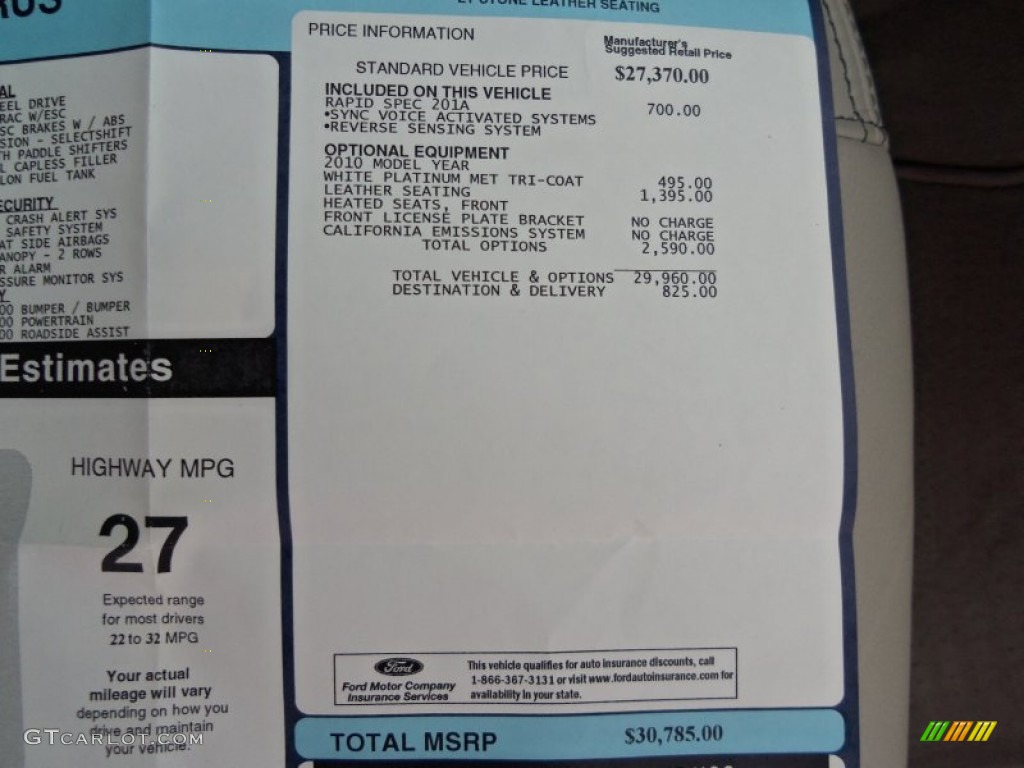 RUS
LT STONE LEATHER SEATING
PRICE INFORMATION
Manufacturer's
Suggested Retail Price
STANDARD VEHICLE PRICE $27,370.00
INCLUDED ON THIS VEHICLE
RAPID SPEC 201A 700.00
•SYNC VOICE ACTIVATED SYSTEMS
•REVERSE SENSING SYSTEM
OPTIONAL EQUIPMENT
2010 MODEL YEAR
WHITE PLATINUM MET TRI-COAT 495.00
LEATHER SEATING 1,395.00
HEATED SEATS, FRONT
FRONT LICENSE PLATE BRACKET NO CHARGE
CALIFORNIA EMISSIONS SYSTEM NO CHARGE
TOTAL OPTIONS 2,590.00
TOTAL VEHICLE & OPTIONS 29,960.00
DESTINATION & DELIVERY 825.00
AL
EEL DRIVE
RAC W/ESC
SC BRAKES W / ABS
SION - SELECTSHIFT
TH PADDLE SHIFTERS
L CAPLESS FILLER
LON FUEL TANK
ECURITY
CRASH ALERT SYS
SAFETY SYSTEM
AT SIDE AIRBAGS
ANOPY - 2 ROWS
R ALARM
SSURE MONITOR SYS
Y
00 BUMPER / BUMPER
00 POWERTRAIN
00 ROADSIDE ASSIST
Estimates
HIGHWAY MPG
27
Expected range
for most drivers
22 to 32 MPG
Your actual
mileage will vary
depending on how you
drive and maintain
your vehicle.
Ford
Ford Motor Company
Insurance Services
This vehicle qualifies for auto insurance discounts, call
1-866-367-3131 or visit www.fordautoinsurance.com for
availability in your state.
TOTAL MSRP $30,785.00
GTcarlot.com